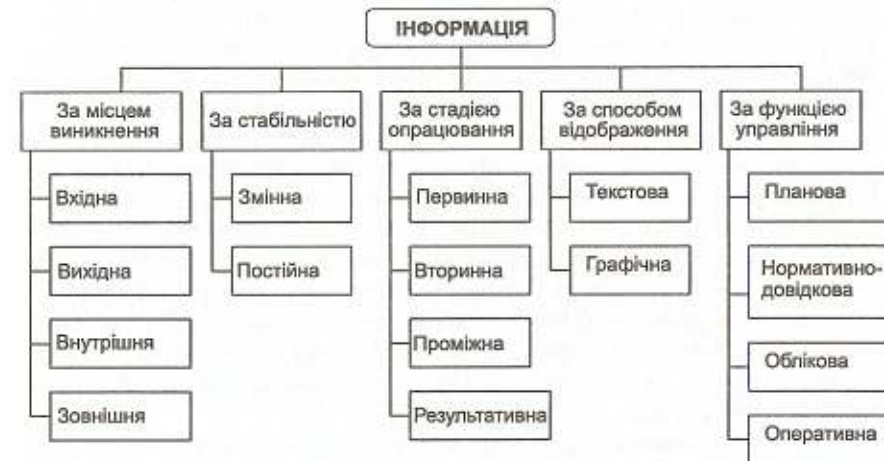 ІНФОРМАЦІЯ
За місцем
виникнення
Вхідна
Вихідна
Внутрішня
Зовнішня
За стабільністю
Змінна
Постійна
За стадією
опрацювання
Первинна
Вторинна
Проміжна
Результативна
За способом
відображення
Текстова
Графічна
За функцією
управління
Планова
Нормативно-
довідкова
Облікова
Оперативна